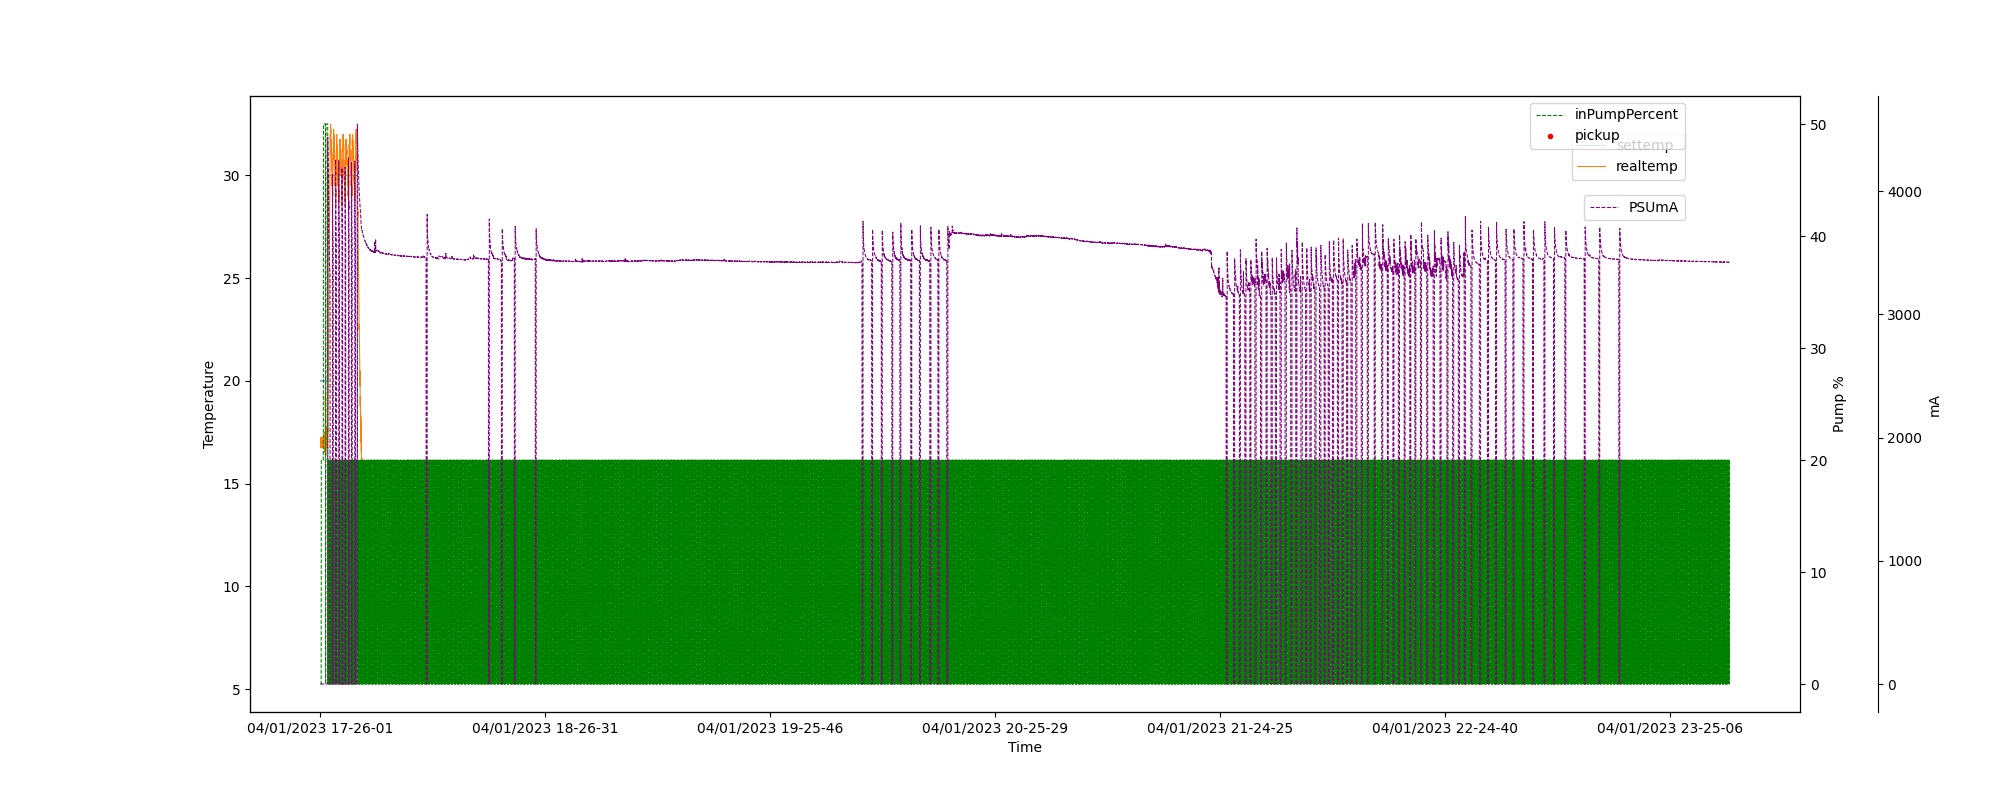 inPumpPercent
pickup
settemp
realtemp
PSUmA
30
25
20
15
10
5
Temperature
50
40
30
20
10
0
Pump %
4000
3000
2000
1000
0
mA
04/01/2023 17-26-01
04/01/2023 18-26-31
04/01/2023 19-25-46
04/01/2023 20-25-29
04/01/2023 21-24-25
04/01/2023 22-24-40
04/01/2023 23-25-06
Time